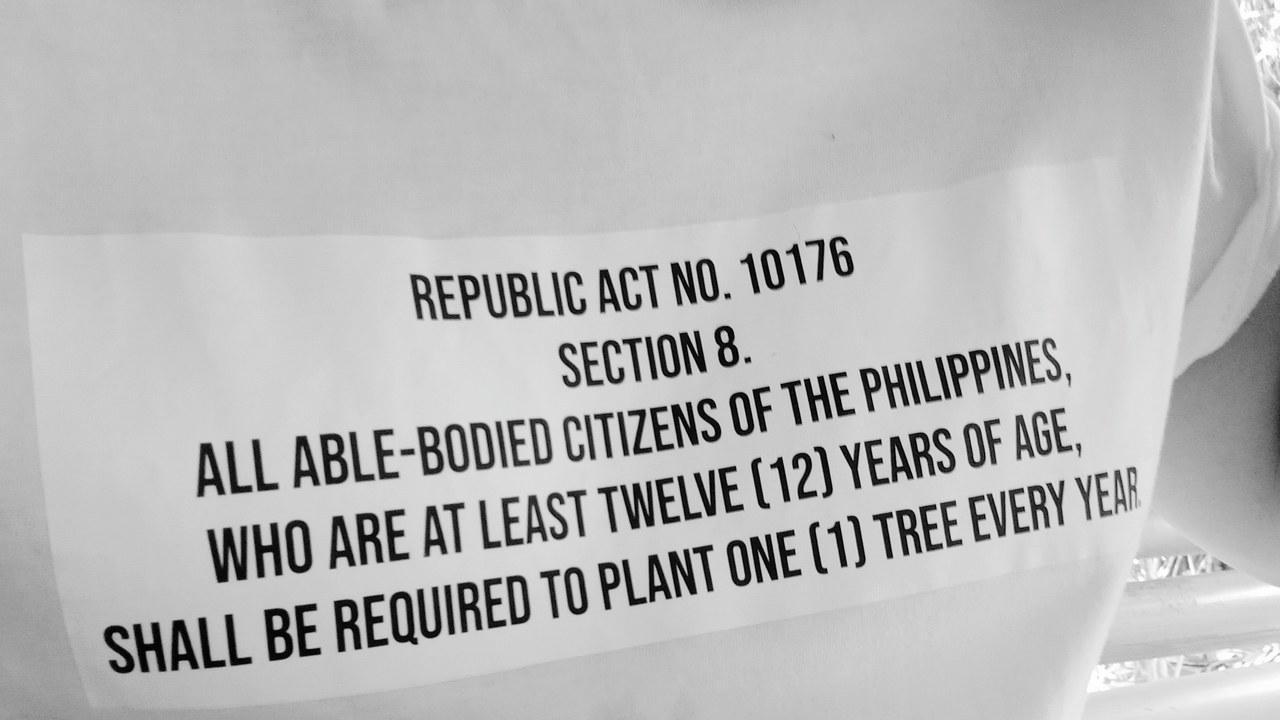 REPUBLIC ACT NO. 10176
SECTION 8.
ALL ABLE-BODIED CITIZENS OF THE PHILIPPINES,
WHO ARE AT LEAST TWELVE (12) YEARS OF AGE,
SHALL BE REQUIRED TO PLANT ONE (1) TREE EVERY YEAR.